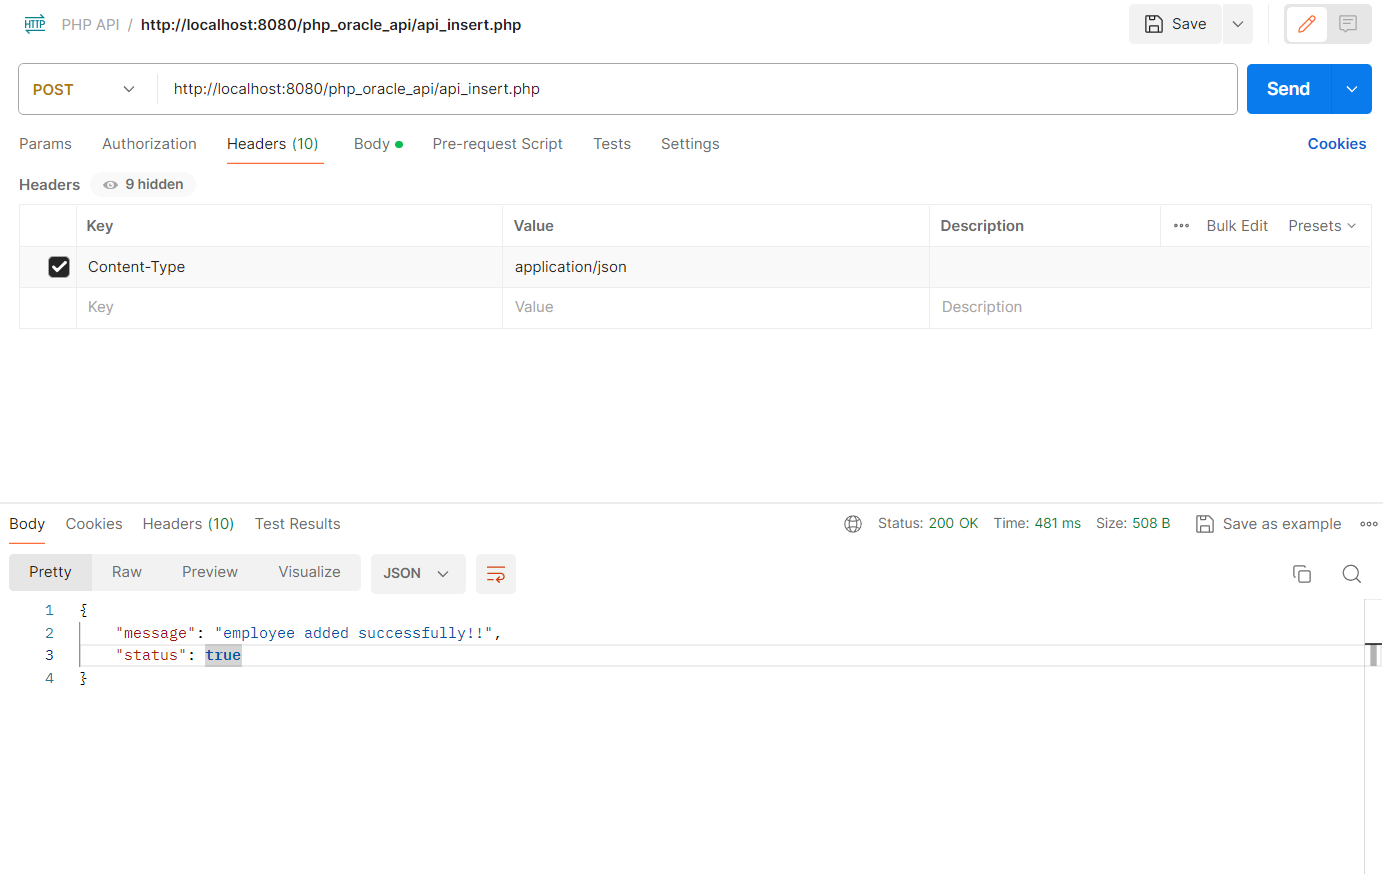 HTTP PHP API / http://localhost:8080/php_oracle_api/api_insert.php Save
POST http://localhost:8080/php_oracle_api/api_insert.php Send
Params Authorization Headers (10) Body Pre-request Script Tests Settings Cookies
Headers 9 hidden
Key Value Description Bulk Edit Presets
Content-Type application/json
Key Value Description
Body Cookies Headers (10) Test Results Status: 200 OK Time: 481 ms Size: 508 B Save as example
Pretty Raw Preview Visualize JSON
1 {
2 "message": "employee added successfully!!",
3 "status": true
4 }